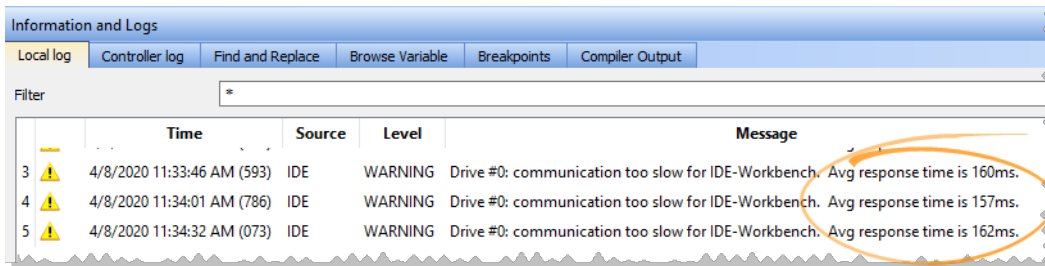 Information and Logs
Local log Controller log Find and Replace Browse Variable Breakpoints Compiler Output
Filter *
Time Source Level Message
3 4/8/2020 11:33:46 AM (593) IDE WARNING Drive #0: communication too slow for IDE-Workbench. Avg response time is 160ms.
4 4/8/2020 11:34:01 AM (786) IDE WARNING Drive #0: communication too slow for IDE-Workbench. Avg response time is 157ms.
5 4/8/2020 11:34:32 AM (073) IDE WARNING Drive #0: communication too slow for IDE-Workbench. Avg response time is 162ms.